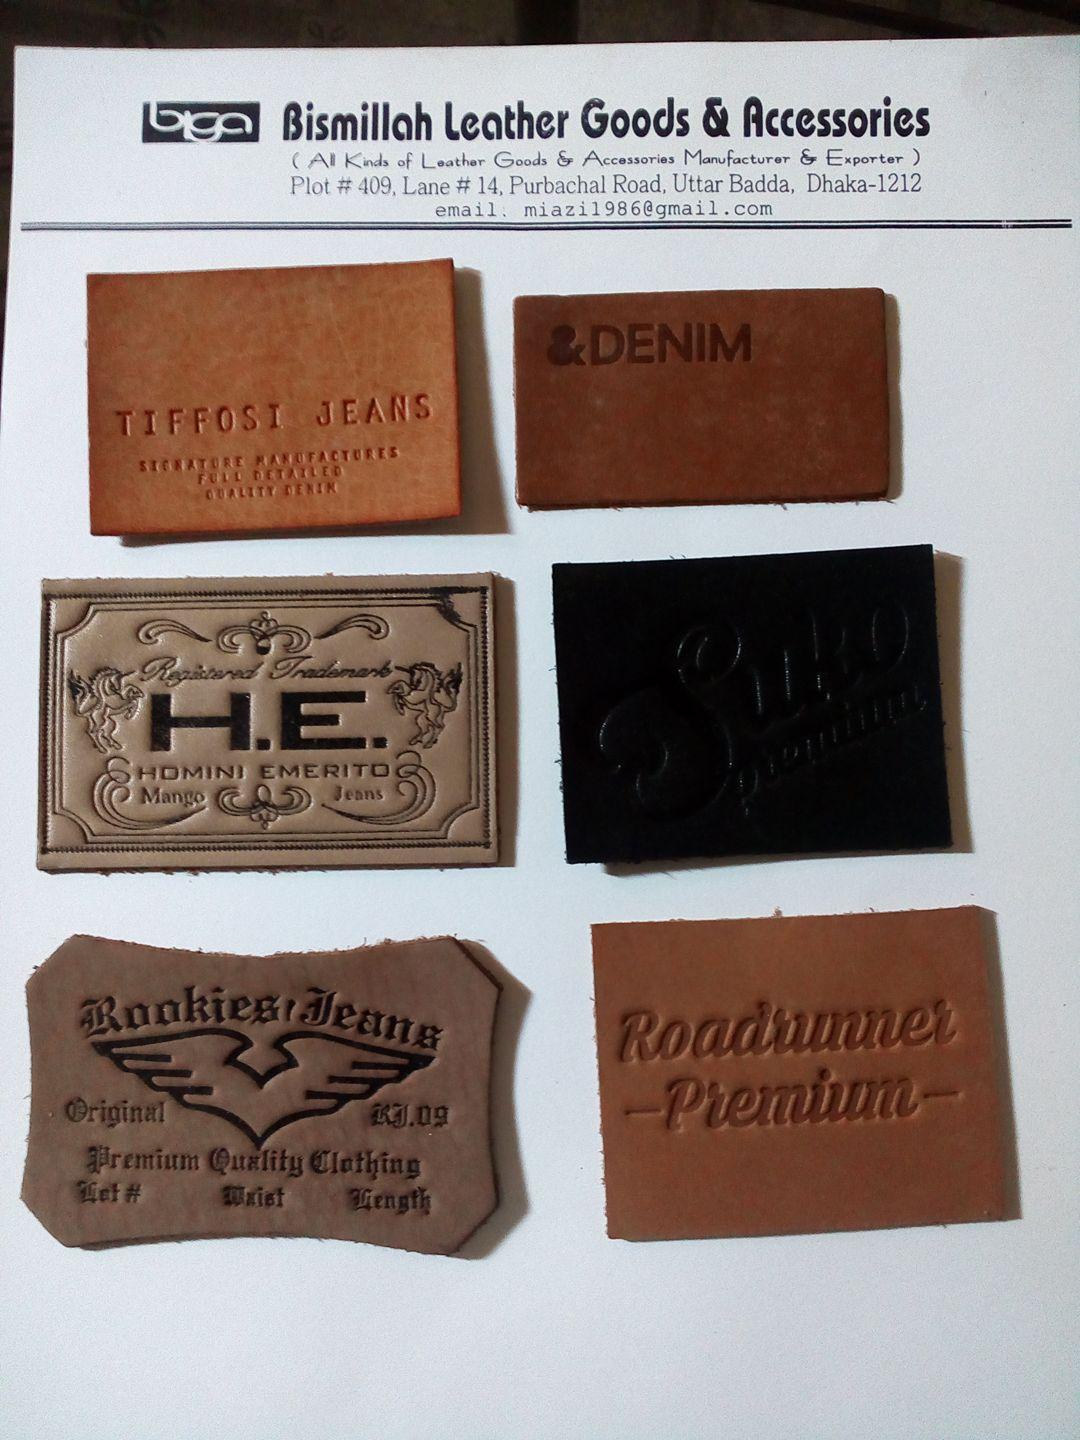 biga Bismillah Leather Goods & Accessories
( All Kinds of Leather Goods & Accessories Manufacturer & Exporter )
Plot # 409, Lane # 14, Purbachal Road, Uttar Badda, Dhaka-1212
email: miazi1986@gmail.com
TIFFOSI JEANS
SIGNATURE MANUFACTURES
FULL DETAILED
QUALITY DENIM
&DENIM
Registered Trademark
H.E.
HOMINI EMERITO
Mango Jeans
Suko
premium
Rookies' Jeans
Original RJ.09
Premium Quality Clothing
Lot # Waist Length
Roadrunner
–Premium–